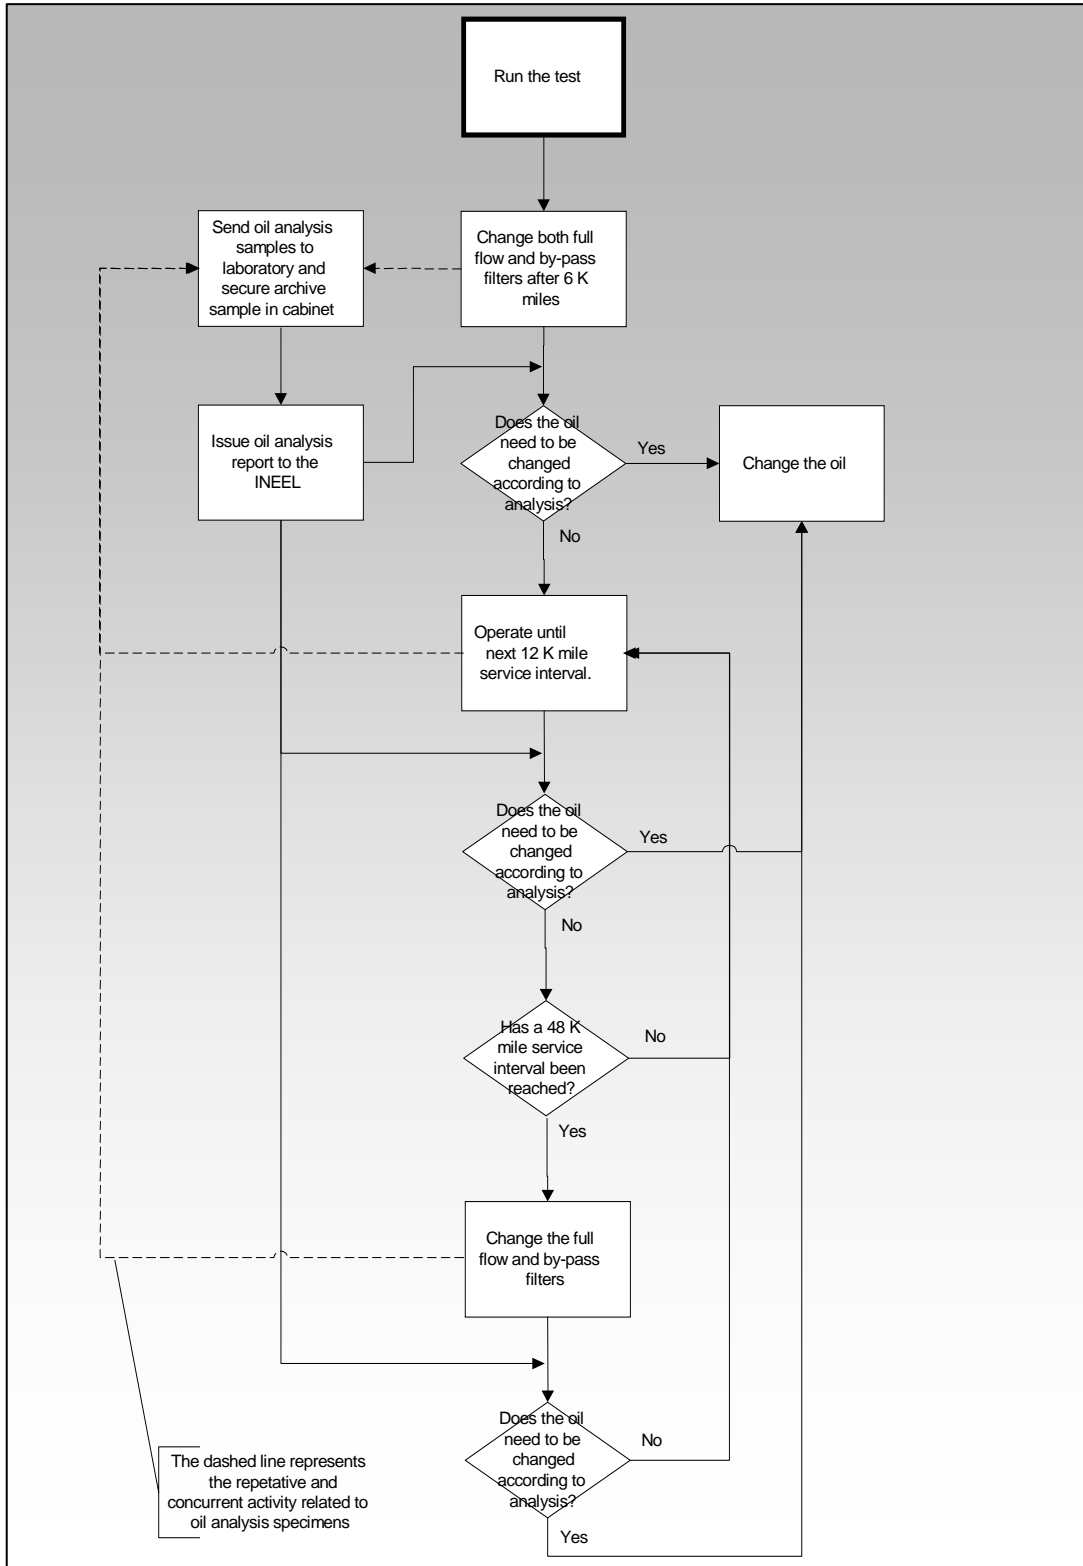 Run the test
Send oil analysis
samples to
laboratory and
secure archive
sample in cabinet
Change both full
flow and by-pass
filters after 6 K
miles
Issue oil analysis
report to the
INEEL
Does the oil
need to be
changed
according to
analysis?
Yes
Change the oil
No
Operate until
next 12 K mile
service interval.
Does the oil
need to be
changed
according to
analysis?
Yes
No
Has a 48 K
mile service
interval been
reached?
No
Yes
Change the full
flow and by-pass
filters
Does the oil
need to be
changed
according to
analysis?
No
Yes
The dashed line represents
the repetative and
concurrent activity related to
oil analysis specimens